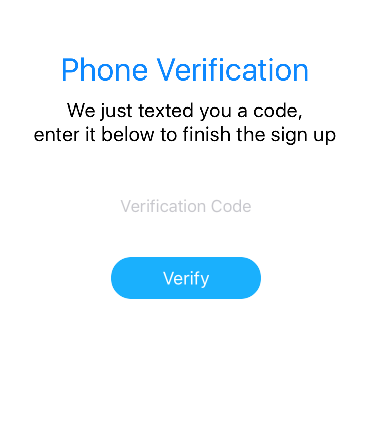 Phone Verification
We just texted you a code,
enter it below to finish the sign up
Verification Code
Verify